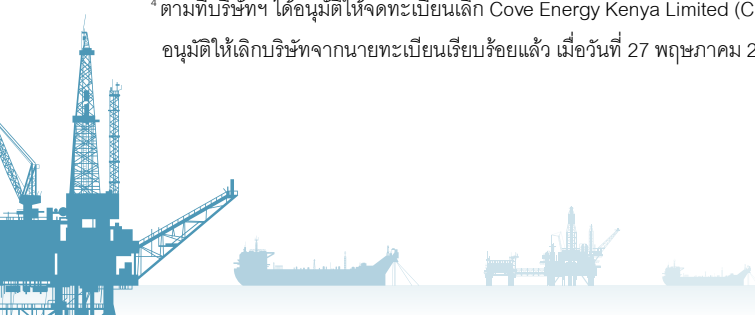 ⁴ ตามที่บริษัทฯ ได้อนุมัติให้จดทะเบียนเลิก Cove Energy Kenya Limited (C
อนุมัติให้เลิกบริษัทจากนายทะเบียนเรียบร้อยแล้ว เมื่อวันที่ 27 พฤษภาคม 2